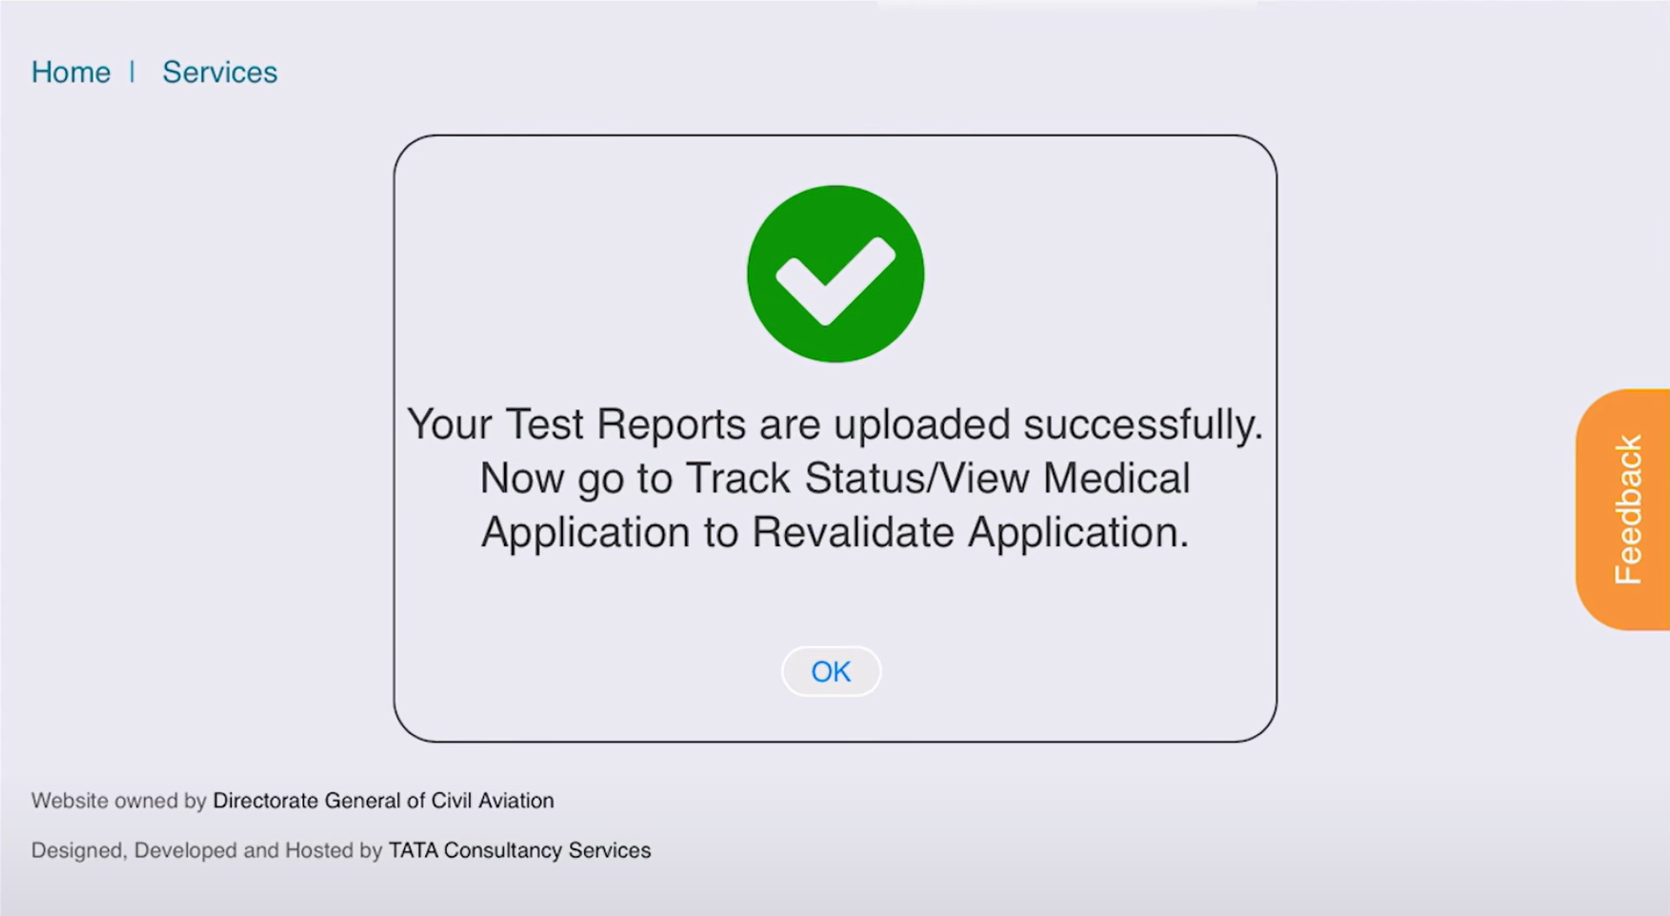 Home | Services
Your Test Reports are uploaded successfully.
Now go to Track Status/View Medical
Application to Revalidate Application.
OK
Feedback
Website owned by Directorate General of Civil Aviation
Designed, Developed and Hosted by TATA Consultancy Services